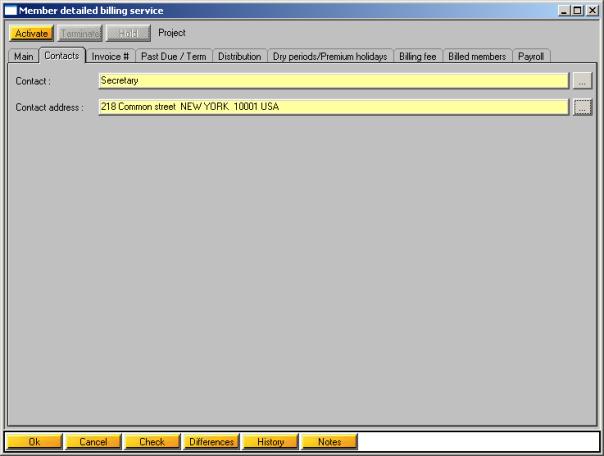 Member detailed billing service
Activate Terminate Hold Project
Main Contacts Invoice # Past Due / Term Distribution Dry periods/Premium holidays Billing fee Billed members Payroll
Contact : Secretary ...
Contact address : 218 Common street NEW YORK 10001 USA ...
Ok Cancel Check Differences History Notes